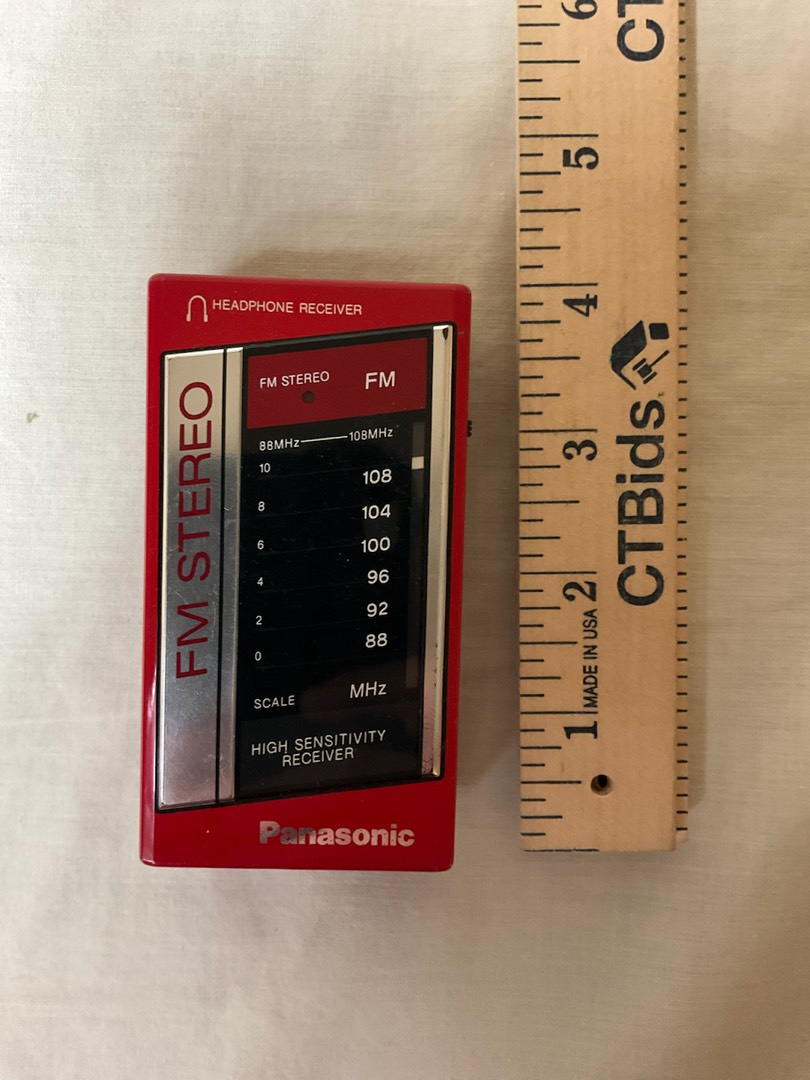 HEADPHONE RECEIVER
FM STEREO
FM STEREO FM
88MHz 108MHz
10 108
8 104
6 100
4 96
2 92
0 88
SCALE MHz
HIGH SENSITIVITY
RECEIVER
Panasonic
6
5
4
3
2
1
MADE IN USA
CTBids
CT